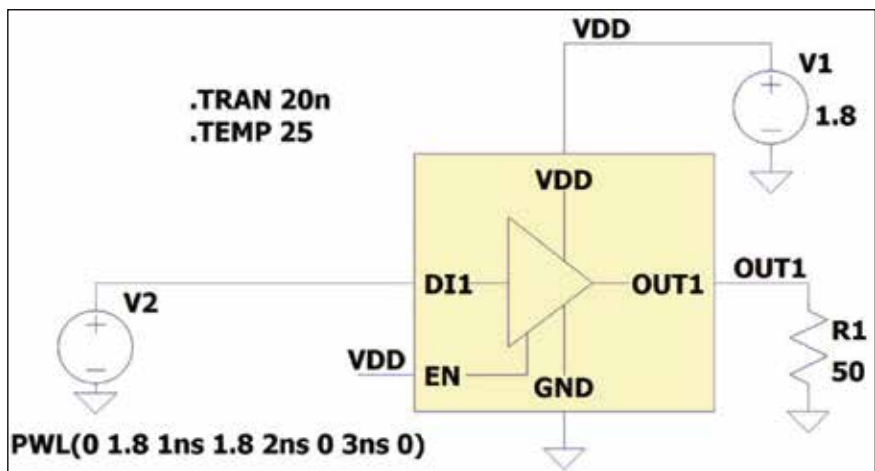 VDD
V1
.TRAN 20n
.TEMP 25
+
1.8
−
VDD
DI1
OUT1
OUT1
V2
+
−
R1
50
VDD
EN
GND
PWL(0 1.8 1ns 1.8 2ns 0 3ns 0)